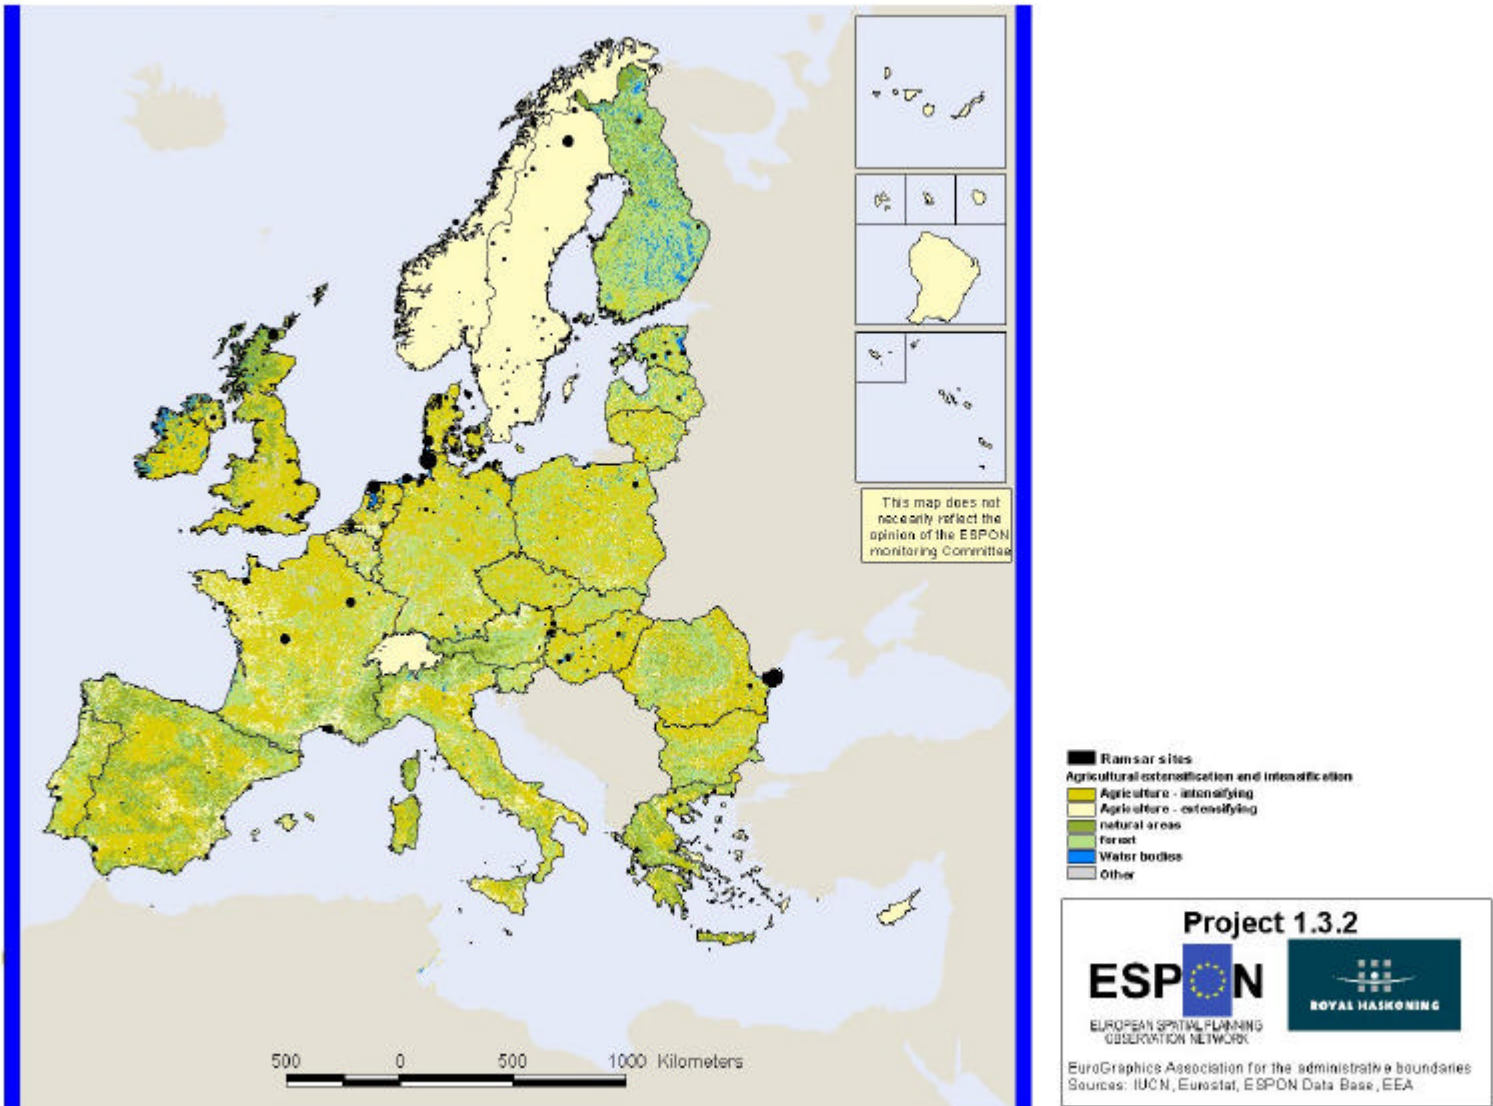 This map does not
necearily reflect the
opinion of the ESPON
monitoring Committee
Ramsar sites
Agricultural extensification and intensification
Agriculture - intensifying
Agriculture - extensifying
natural areas
forest
Water bodies
Other
Project 1.3.2
ESPON
EUROPEAN SPATIAL PLANNING
OBSERVATION NETWORK
ROYAL HASKONING
EuroGraphics Association for the administrative boundaries
Sources: IUCN, Eurostat, ESPON Data Base, EEA
500 0 500 1000 Kilometers